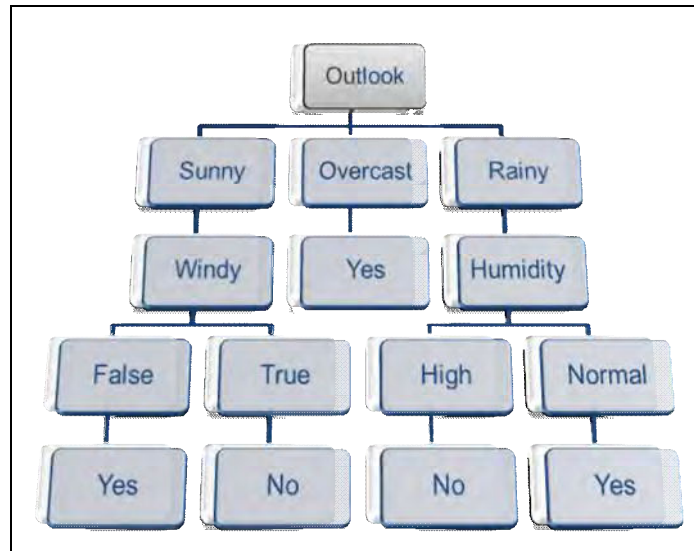 Outlook
Sunny Overcast Rainy
Windy Yes Humidity
False True High Normal
Yes No No Yes